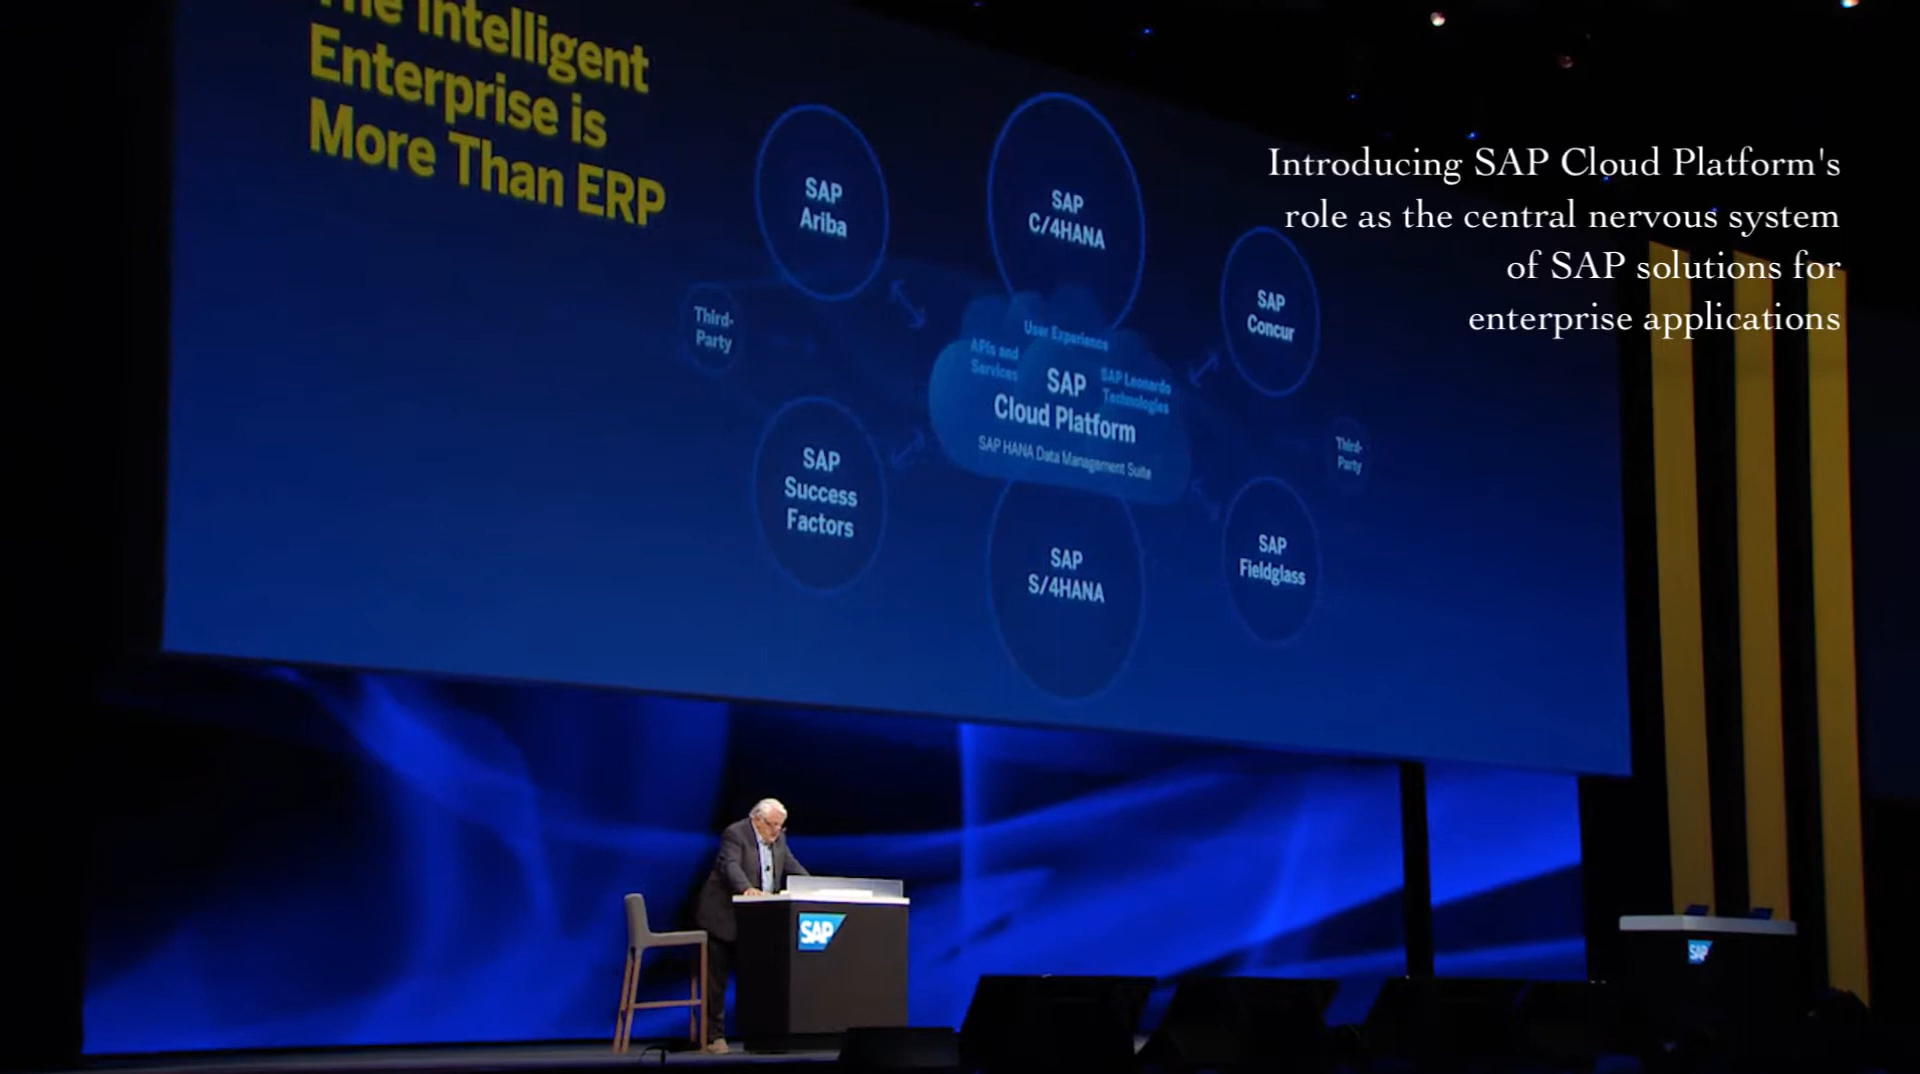 The Intelligent
Enterprise is
More Than ERP
SAP
Ariba
SAP
C/4HANA
SAP
Concur
Third-
Party
User Experience
APIs and
Services
SAP Leonardo
Technologies
SAP
Cloud Platform
SAP HANA Data Management Suite
Third-
Party
SAP
Success
Factors
SAP
S/4HANA
SAP
Fieldglass
Introducing SAP Cloud Platform's
role as the central nervous system
of SAP solutions for
enterprise applications
SAP
SAP